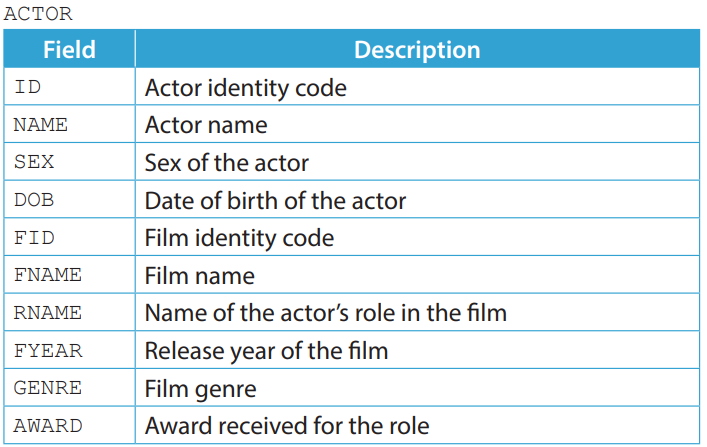 ACTOR
Field Description
ID Actor identity code
NAME Actor name
SEX Sex of the actor
DOB Date of birth of the actor
FID Film identity code
FNAME Film name
RNAME Name of the actor’s role in the film
FYEAR Release year of the film
GENRE Film genre
AWARD Award received for the role